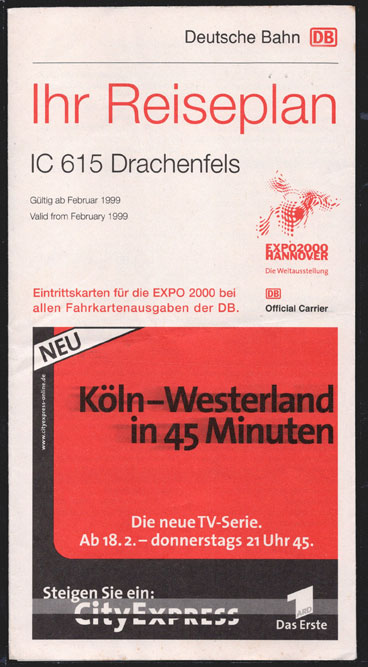 Deutsche Bahn DB
Ihr Reiseplan
IC 615 Drachenfels
Gültig ab Februar 1999
Valid from February 1999
EXPO2000
HANNOVER
Die Weltausstellung
Eintrittskarten für die EXPO 2000 bei
allen Fahrkartenausgaben der DB.
DB
Official Carrier
NEU
www.cityexpress-online.de
Köln–Westerland
in 45 Minuten
Die neue TV-Serie.
Ab 18.2. – donnerstags 21 Uhr 45.
Steigen Sie ein:
CityExpress
1
ARD
Das Erste